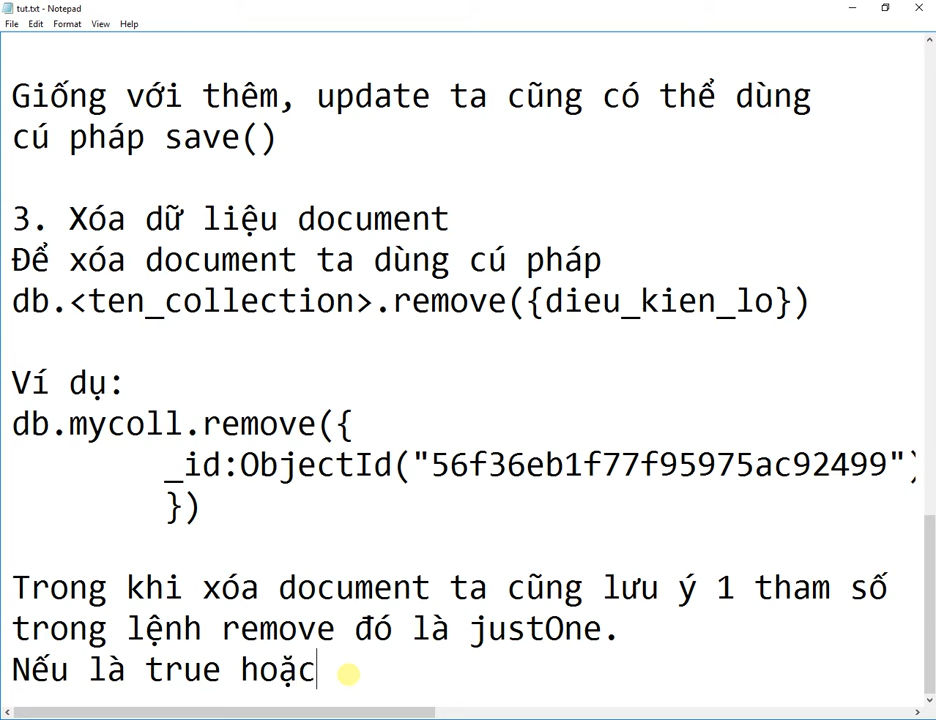 tut.txt - Notepad
File Edit Format View Help
Giống với thêm, update ta cũng có thể dùng
cú pháp save()
3. Xóa dữ liệu document
Để xóa document ta dùng cú pháp
db.<ten_collection>.remove({dieu_kien_lo})
Ví dụ:
db.mycoll.remove({
_id:ObjectId("56f36eb1f77f95975ac92499")
})
Trong khi xóa document ta cũng lưu ý 1 tham số
trong lệnh remove đó là justOne.
Nếu là true hoặc